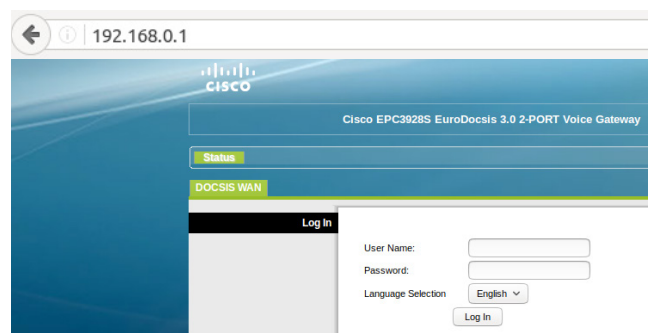 192.168.0.1
CISCO
Cisco EPC3928S EuroDocsis 3.0 2-PORT Voice Gateway
Status
DOCSIS WAN
Log In
User Name:
Password:
Language Selection English
Log In